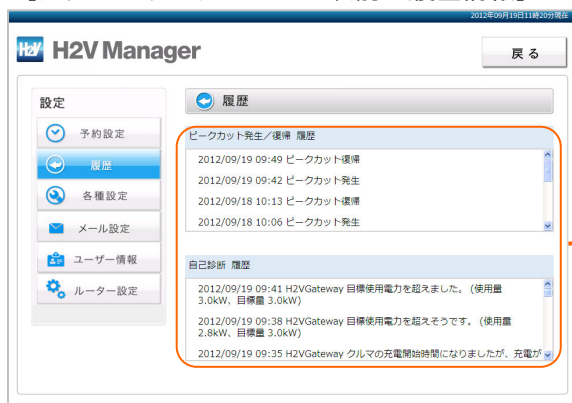 2012年09月19日11時20分現在
H2V H2V Manager
戻る
設定
予約設定
履歴
各種設定
メール設定
ユーザー情報
ルーター設定
履歴
ピークカット発生／復帰 履歴
2012/09/19 09:49 ピークカット復帰
2012/09/19 09:42 ピークカット発生
2012/09/18 10:13 ピークカット復帰
2012/09/18 10:06 ピークカット発生
自己診断 履歴
2012/09/19 09:41 H2VGateway 目標使用電力を超えました。(使用量
3.0kW、目標量 3.0kW)
2012/09/19 09:38 H2VGateway 目標使用電力を超えそうです。(使用量
2.8kW、目標量 3.0kW)
2012/09/19 09:35 H2VGateway クルマの充電開始時間になりましたが、充電が